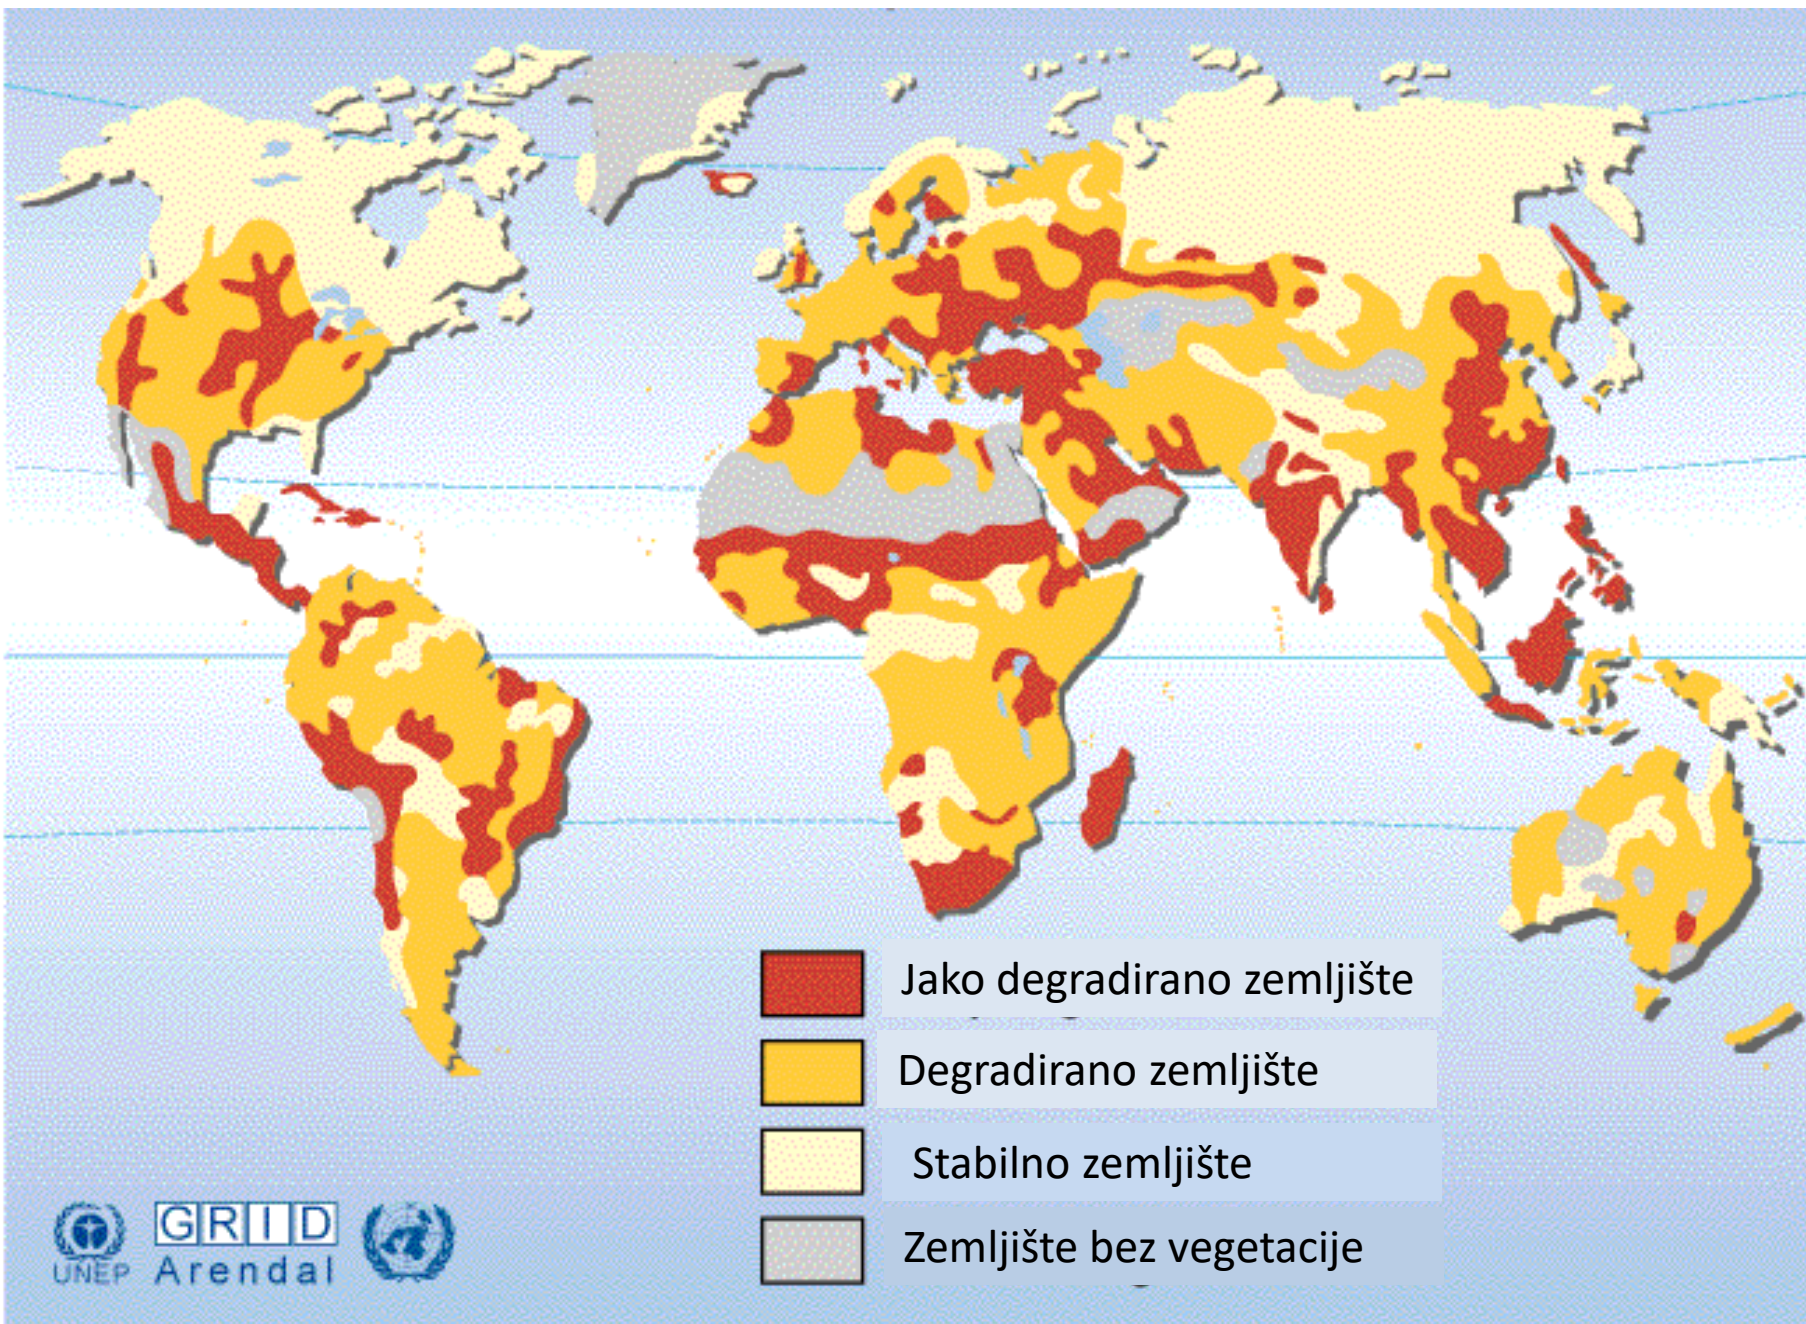 Jako degradirano zemljište
Degradirano zemljište
Stabilno zemljište
Zemljište bez vegetacije
UNEP
GRID
Arendal